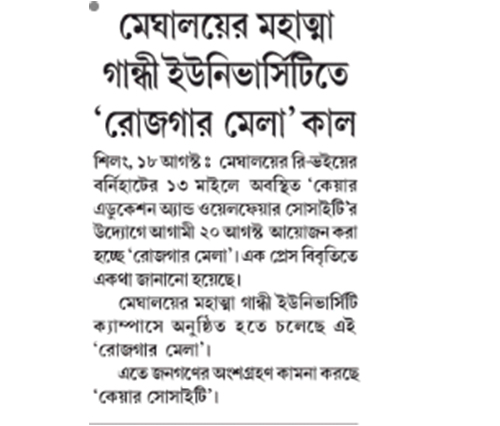 মেঘালয়ের মহাত্মা
গান্ধী ইউনিভার্সিটিতে
‘রোজগার মেলা’ কাল
শিলং, ১৮ আগস্ট : মেঘালয়ের রি-ভইয়ের
বর্নিহাটের ১৩ মাইলে অবস্থিত ‘কেয়ার
এডুকেশন অ্যান্ড ওয়েলফেয়ার সোসাইটি’র
উদ্যোগে আগামী ২০ আগস্ট আয়োজন করা
হচ্ছে ‘রোজগার মেলা’। এক প্রেস বিবৃতিতে
একথা জানানো হয়েছে।
মেঘালয়ের মহাত্মা গান্ধী ইউনিভার্সিটি
ক্যাম্পাসে অনুষ্ঠিত হতে চলেছে এই
‘রোজগার মেলা’।
এতে জনগণের অংশগ্রহণ কামনা করছে
‘কেয়ার সোসাইটি’।